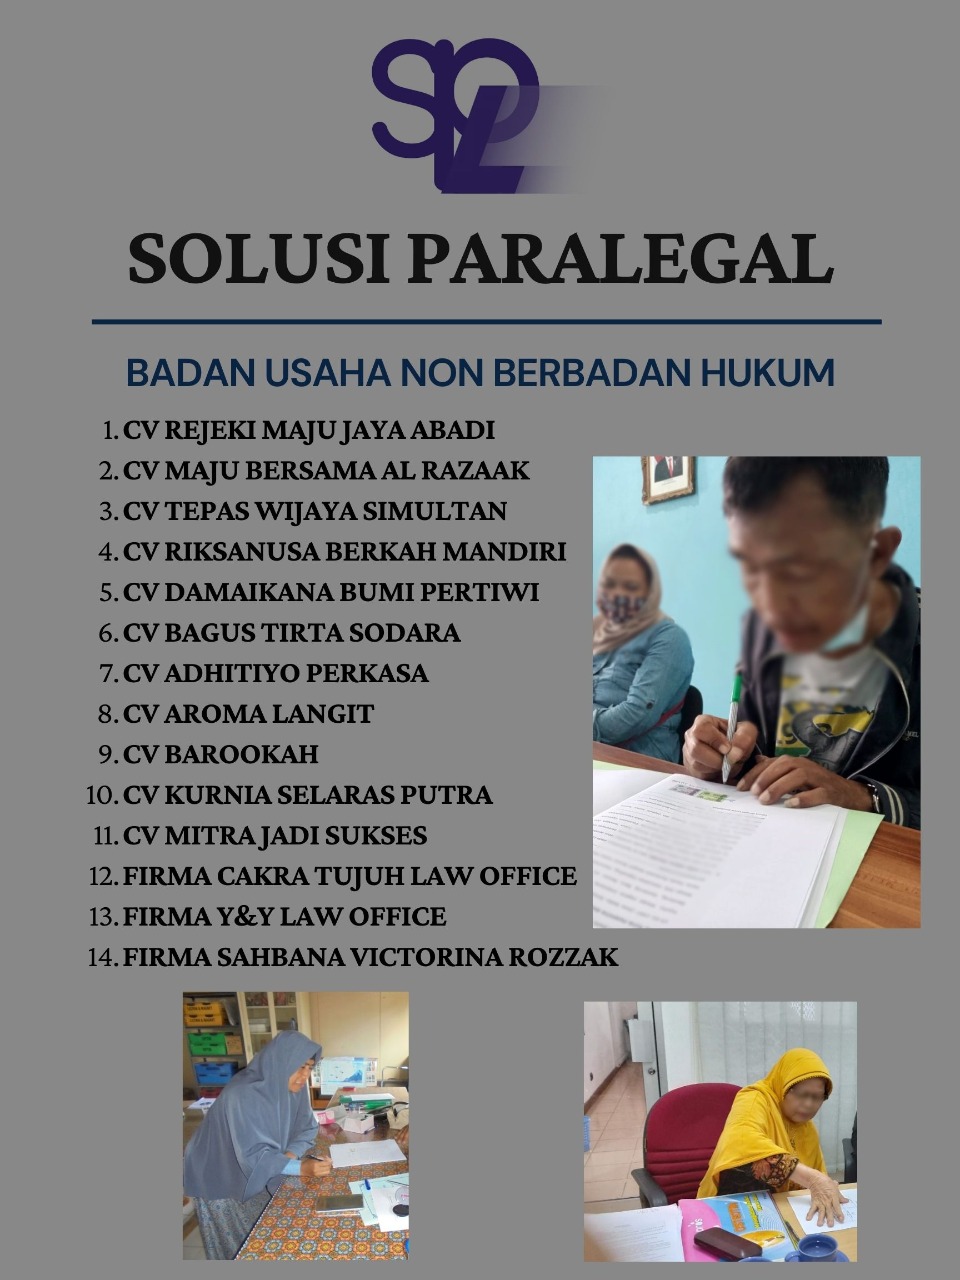 SPL
SOLUSI PARALEGAL
BADAN USAHA NON BERBADAN HUKUM
1. CV REJEKI MAJU JAYA ABADI
2. CV MAJU BERSAMA AL RAZAAK
3. CV TEPAS WIJAYA SIMULTAN
4. CV RIKSANUSA BERKAH MANDIRI
5. CV DAMAIKANA BUMI PERTIWI
6. CV BAGUS TIRTA SODARA
7. CV ADHITIYO PERKASA
8. CV AROMA LANGIT
9. CV BAROOKAH
10. CV KURNIA SELARAS PUTRA
11. CV MITRA JADI SUKSES
12. FIRMA CAKRA TUJUH LAW OFFICE
13. FIRMA Y&Y LAW OFFICE
14. FIRMA SAHBANA VICTORINA ROZZAK